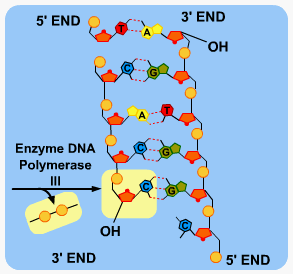 5' END
3' END
T A
OH
C G
A T
Enzyme DNA
Polymerase
III
C G
C G
OH
C
3' END
5' END